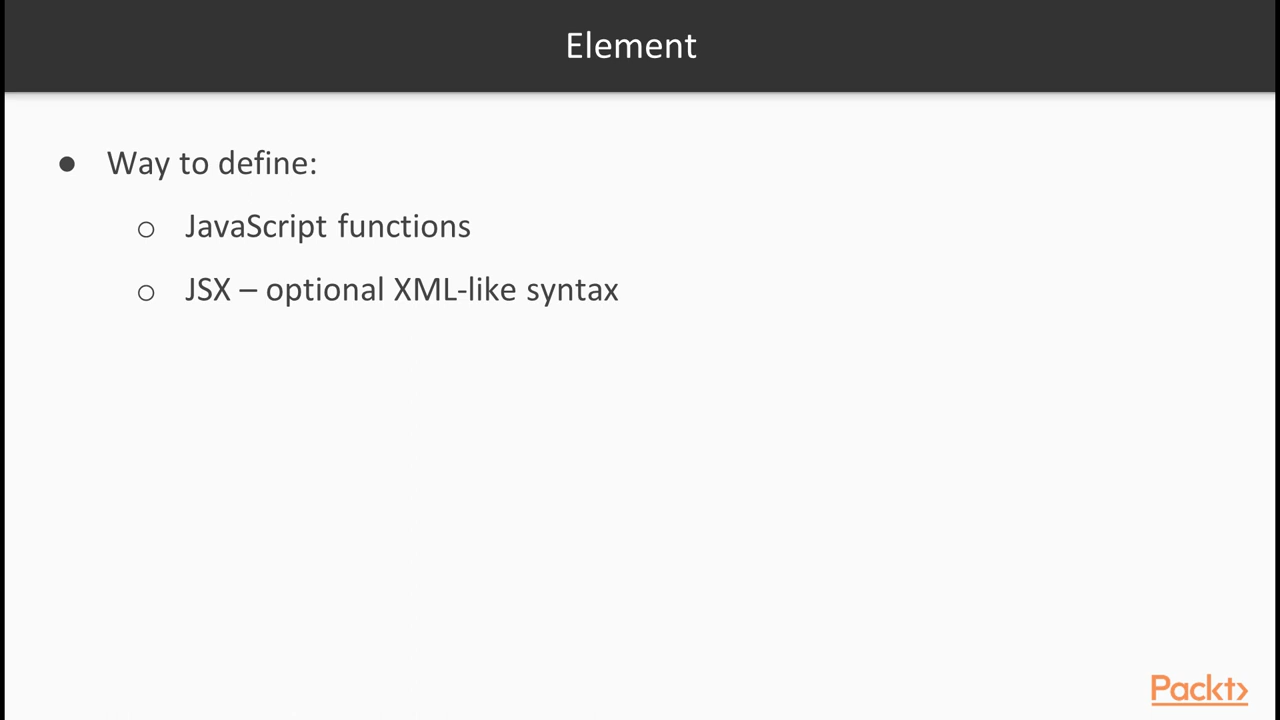 Element
● Way to define:
○ JavaScript functions
○ JSX – optional XML-like syntax
Packt>